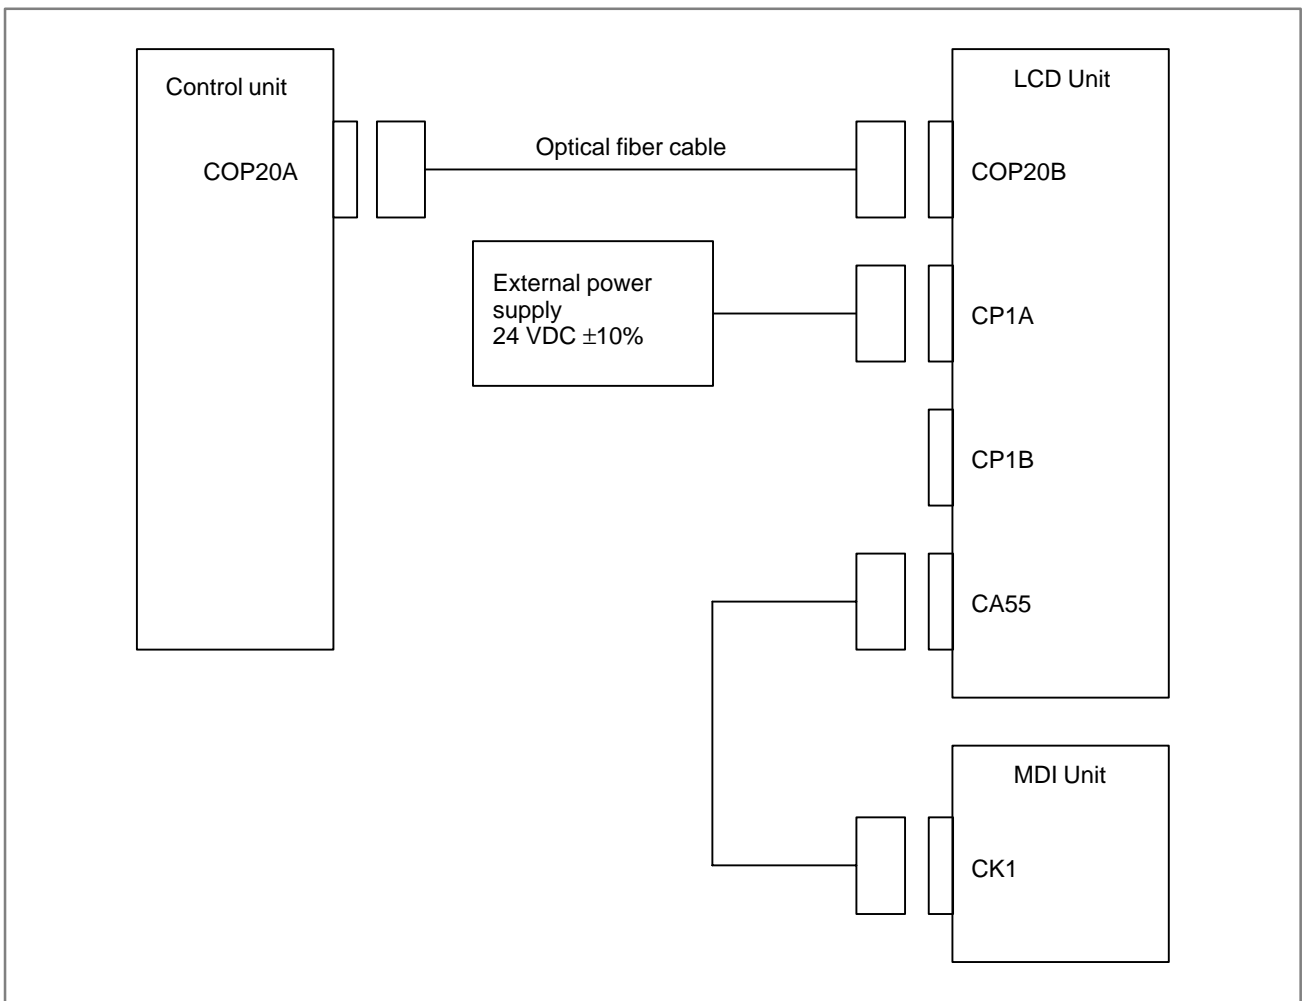 Control unit
LCD Unit
Optical fiber cable
COP20A
COP20B
External power
supply
24 VDC ±10%
CP1A
CP1B
CA55
MDI Unit
CK1